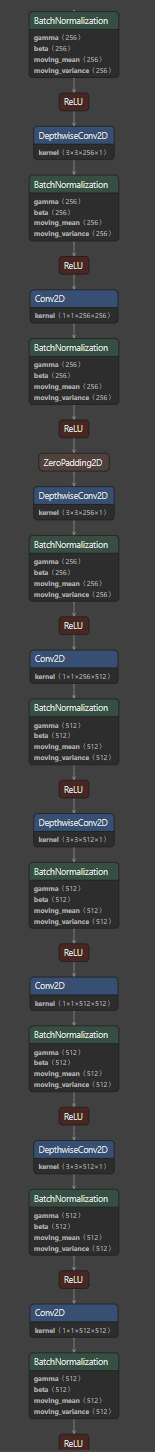 BatchNormalization
gamma ⟨256⟩
beta ⟨256⟩
moving_mean ⟨256⟩
moving_variance ⟨256⟩
ReLU
DepthwiseConv2D
kernel ⟨3×3×256×1⟩
BatchNormalization
gamma ⟨256⟩
beta ⟨256⟩
moving_mean ⟨256⟩
moving_variance ⟨256⟩
ReLU
Conv2D
kernel ⟨1×1×256×256⟩
BatchNormalization
gamma ⟨256⟩
beta ⟨256⟩
moving_mean ⟨256⟩
moving_variance ⟨256⟩
ReLU
ZeroPadding2D
DepthwiseConv2D
kernel ⟨3×3×256×1⟩
BatchNormalization
gamma ⟨256⟩
beta ⟨256⟩
moving_mean ⟨256⟩
moving_variance ⟨256⟩
ReLU
Conv2D
kernel ⟨1×1×256×512⟩
BatchNormalization
gamma ⟨512⟩
beta ⟨512⟩
moving_mean ⟨512⟩
moving_variance ⟨512⟩
ReLU
DepthwiseConv2D
kernel ⟨3×3×512×1⟩
BatchNormalization
gamma ⟨512⟩
beta ⟨512⟩
moving_mean ⟨512⟩
moving_variance ⟨512⟩
ReLU
Conv2D
kernel ⟨1×1×512×512⟩
BatchNormalization
gamma ⟨512⟩
beta ⟨512⟩
moving_mean ⟨512⟩
moving_variance ⟨512⟩
ReLU
DepthwiseConv2D
kernel ⟨3×3×512×1⟩
BatchNormalization
gamma ⟨512⟩
beta ⟨512⟩
moving_mean ⟨512⟩
moving_variance ⟨512⟩
ReLU
Conv2D
kernel ⟨1×1×512×512⟩
BatchNormalization
gamma ⟨512⟩
beta ⟨512⟩
moving_mean ⟨512⟩
moving_variance ⟨512⟩
ReLU